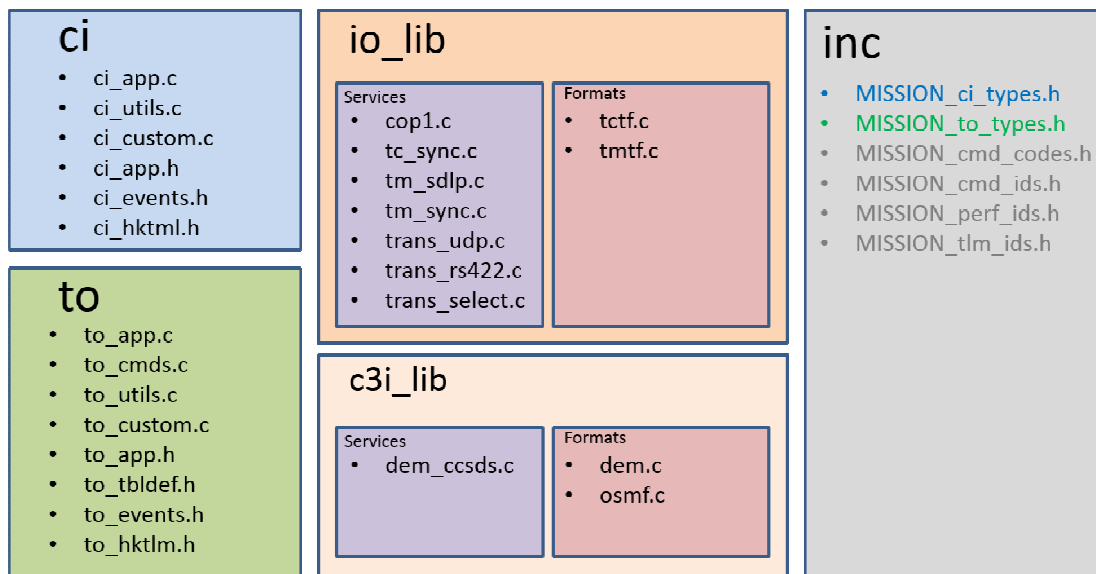 ci
• ci_app.c
• ci_utils.c
• ci_custom.c
• ci_app.h
• ci_events.h
• ci_hktml.h
to
• to_app.c
• to_cmds.c
• to_utils.c
• to_custom.c
• to_app.h
• to_tbldef.h
• to_events.h
• to_hktlm.h
io_lib
Services
• cop1.c
• tc_sync.c
• tm_sdlp.c
• tm_sync.c
• trans_udp.c
• trans_rs422.c
• trans_select.c
Formats
• tctf.c
• tmtf.c
c3i_lib
Services
• dem_ccsds.c
Formats
• dem.c
• osmf.c
inc
• MISSION_ci_types.h
• MISSION_to_types.h
• MISSION_cmd_codes.h
• MISSION_cmd_ids.h
• MISSION_perf_ids.h
• MISSION_tlm_ids.h